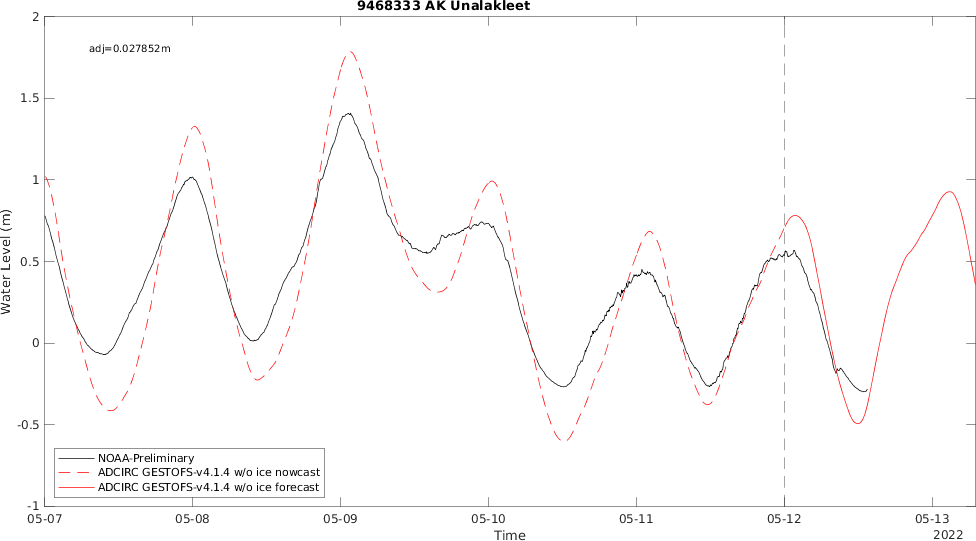 9468333 AK Unalakleet
adj=0.027852m
2
1.5
1
0.5
0
-0.5
-1
Water Level (m)
NOAA-Preliminary
ADCIRC GESTOFS-v4.1.4 w/o ice nowcast
ADCIRC GESTOFS-v4.1.4 w/o ice forecast
05-07 05-08 05-09 05-10 05-11 05-12 05-13
Time
2022